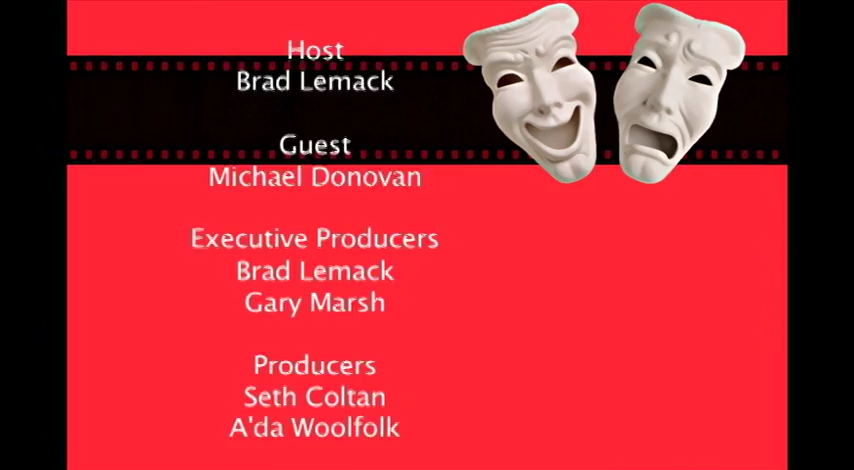 Host
Brad Lemack
Guest
Michael Donovan
Executive Producers
Brad Lemack
Gary Marsh
Producers
Seth Coltan
A'da Woolfolk